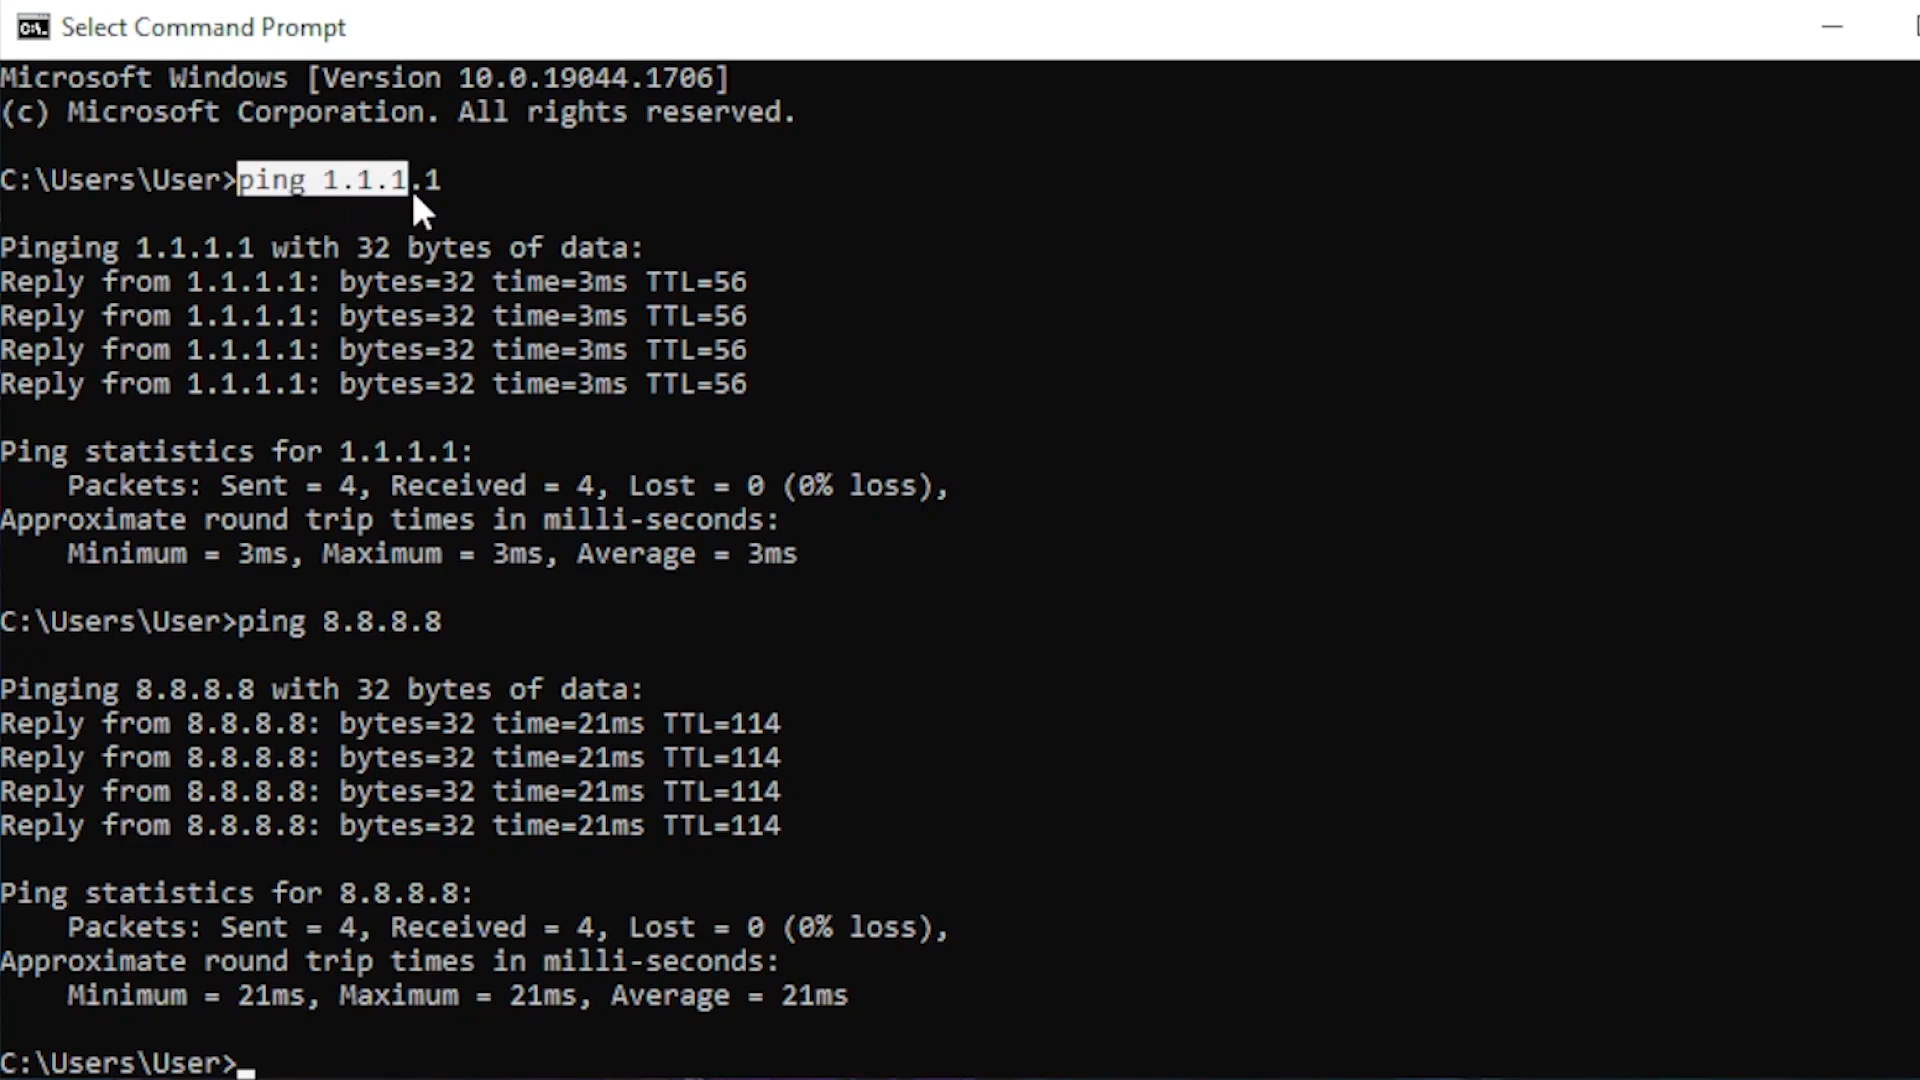 Select Command Prompt
Microsoft Windows [Version 10.0.19044.1706]
(c) Microsoft Corporation. All rights reserved.
C:\Users\User>ping 1.1.1.1
Pinging 1.1.1.1 with 32 bytes of data:
Reply from 1.1.1.1: bytes=32 time=3ms TTL=56
Reply from 1.1.1.1: bytes=32 time=3ms TTL=56
Reply from 1.1.1.1: bytes=32 time=3ms TTL=56
Reply from 1.1.1.1: bytes=32 time=3ms TTL=56
Ping statistics for 1.1.1.1:
    Packets: Sent = 4, Received = 4, Lost = 0 (0% loss),
Approximate round trip times in milli-seconds:
    Minimum = 3ms, Maximum = 3ms, Average = 3ms
C:\Users\User>ping 8.8.8.8
Pinging 8.8.8.8 with 32 bytes of data:
Reply from 8.8.8.8: bytes=32 time=21ms TTL=114
Reply from 8.8.8.8: bytes=32 time=21ms TTL=114
Reply from 8.8.8.8: bytes=32 time=21ms TTL=114
Reply from 8.8.8.8: bytes=32 time=21ms TTL=114
Ping statistics for 8.8.8.8:
    Packets: Sent = 4, Received = 4, Lost = 0 (0% loss),
Approximate round trip times in milli-seconds:
    Minimum = 21ms, Maximum = 21ms, Average = 21ms
C:\Users\User>